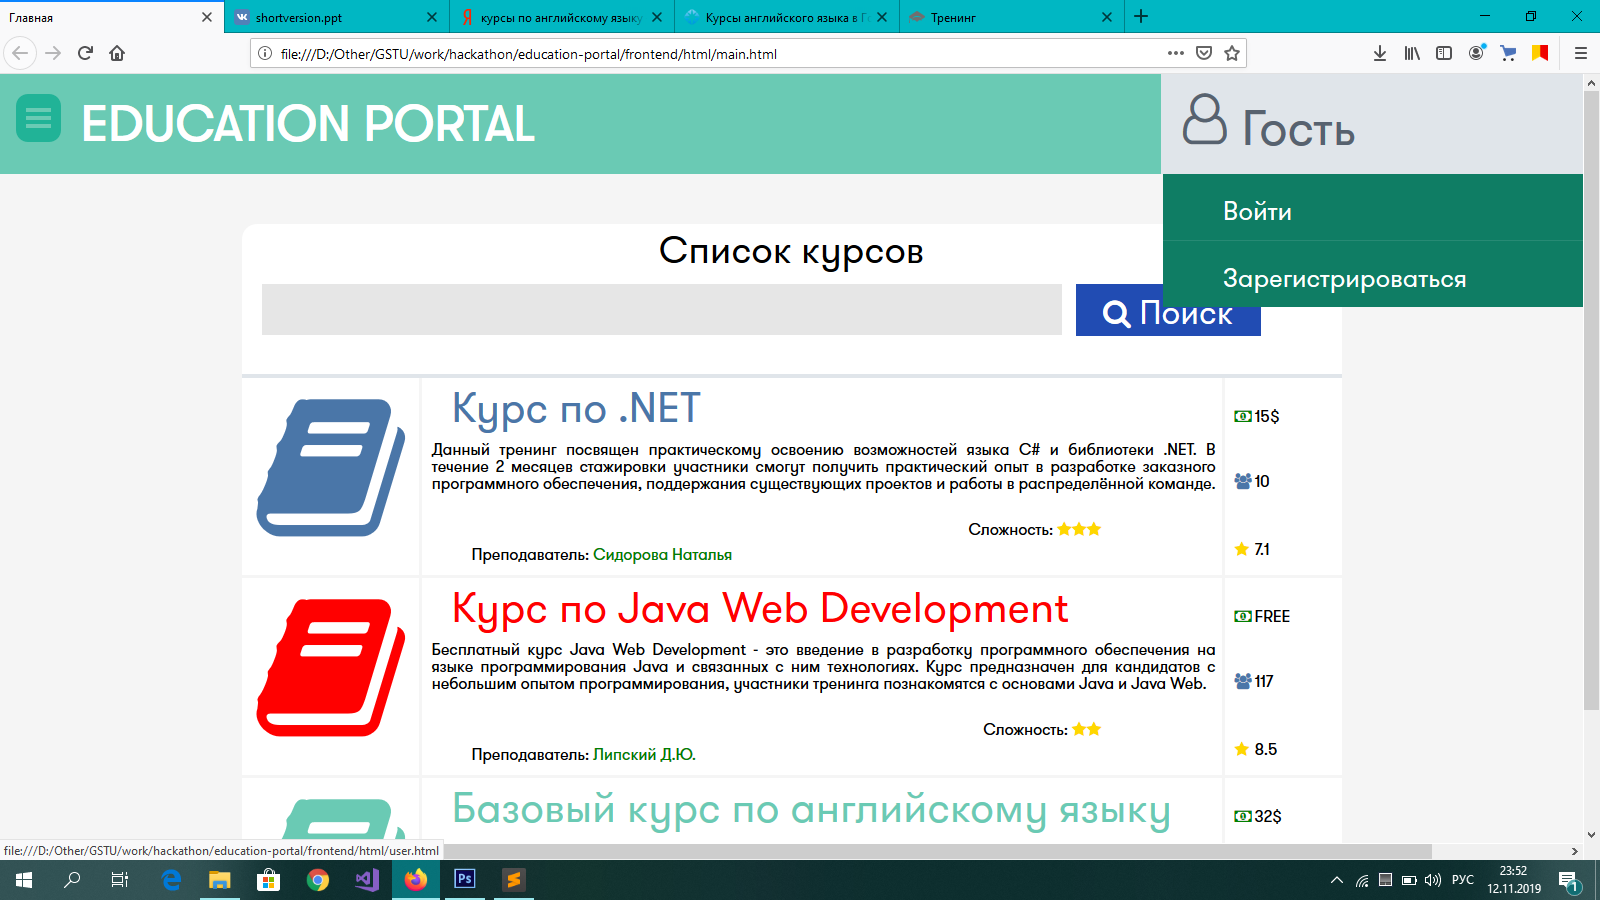 Главная
shortversion.ppt
курсы по английскому языку
Курсы английского языка в Г
Тренинг
file:///D:/Other/GSTU/work/hackathon/education-portal/frontend/html/main.html
EDUCATION PORTAL
Гость
Войти
Зарегистрироваться
Список курсов
Поиск
Курс по .NET
Данный тренинг посвящен практическому освоению возможностей языка C# и библиотеки .NET. В
течение 2 месяцев стажировки участники смогут получить практический опыт в разработке заказного
программного обеспечения, поддержания существующих проектов и работы в распределённой команде.
Сложность:
Преподаватель: Сидорова Наталья
15$
10
7.1
Курс по Java Web Development
Бесплатный курс Java Web Development - это введение в разработку программного обеспечения на
языке программирования Java и связанных с ним технологиях. Курс предназначен для кандидатов с
небольшим опытом программирования, участники тренинга познакомятся с основами Java и Java Web.
Сложность:
Преподаватель: Липский Д.Ю.
FREE
117
8.5
Базовый курс по английскому языку
32$
file:///D:/Other/GSTU/work/hackathon/education-portal/frontend/html/user.html
Ps
РУС
23:52
12.11.2019
1